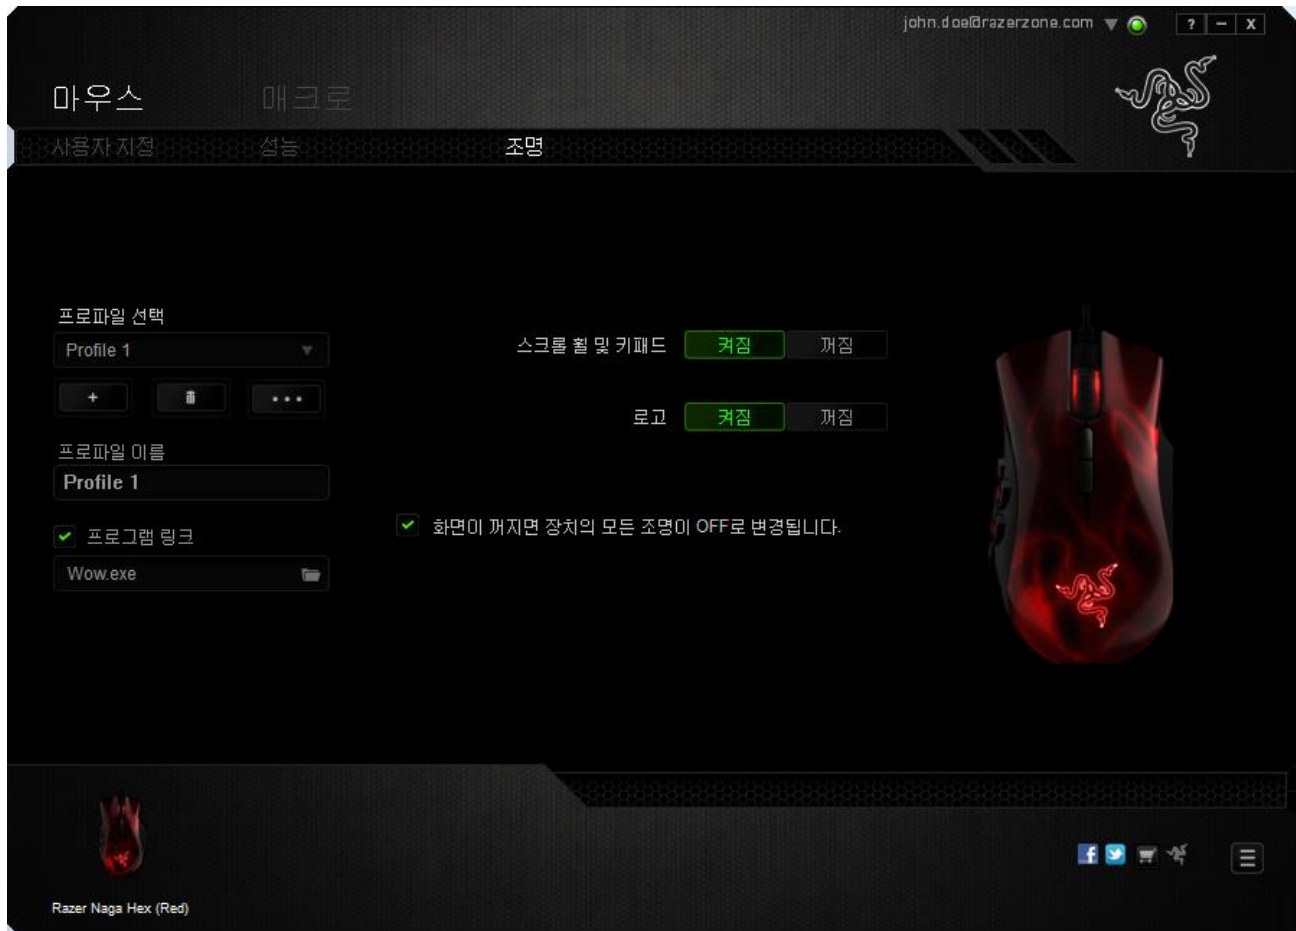 john.doe@razerzone.com
? – X
마우스 매크로
사용자 지정 성능 조명
프로파일 선택
Profile 1
스크롤 휠 및 키패드 켜짐 꺼짐
로고 켜짐 꺼짐
프로파일 이름
Profile 1
화면이 꺼지면 장치의 모든 조명이 OFF로 변경됩니다.
프로그램 링크
Wow.exe
Razer Naga Hex (Red)